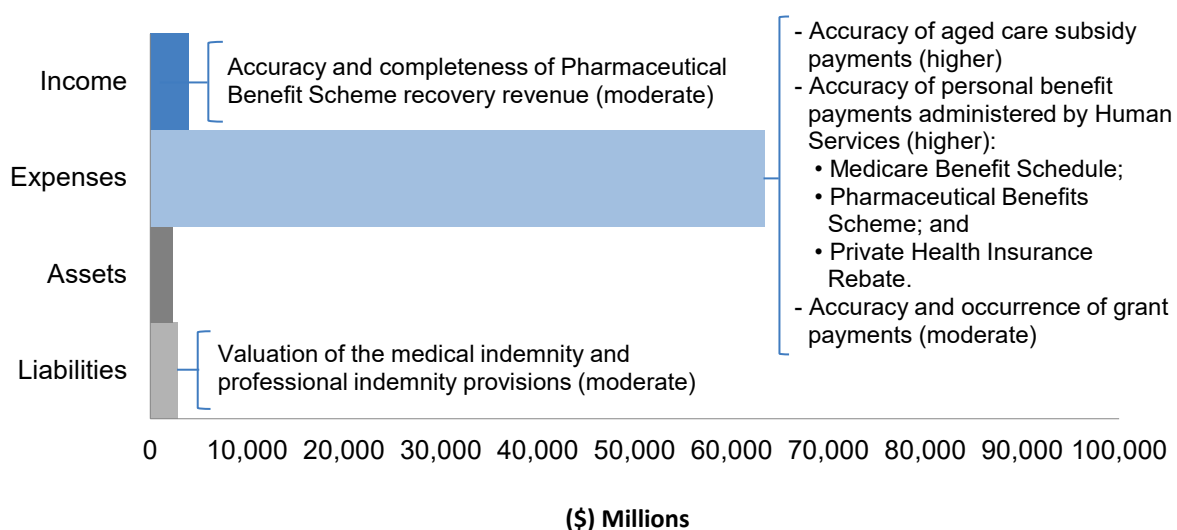 Income
Accuracy and completeness of Pharmaceutical
Benefit Scheme recovery revenue (moderate)
Expenses
- Accuracy of aged care subsidy
payments (higher)
- Accuracy of personal benefit
payments administered by Human
Services (higher):
• Medicare Benefit Schedule;
• Pharmaceutical Benefits
Scheme; and
• Private Health Insurance
Rebate.
- Accuracy and occurrence of grant
payments (moderate)
Assets
Liabilities
Valuation of the medical indemnity and
professional indemnity provisions (moderate)
0 10,000 20,000 30,000 40,000 50,000 60,000 70,000 80,000 90,000 100,000
($) Millions